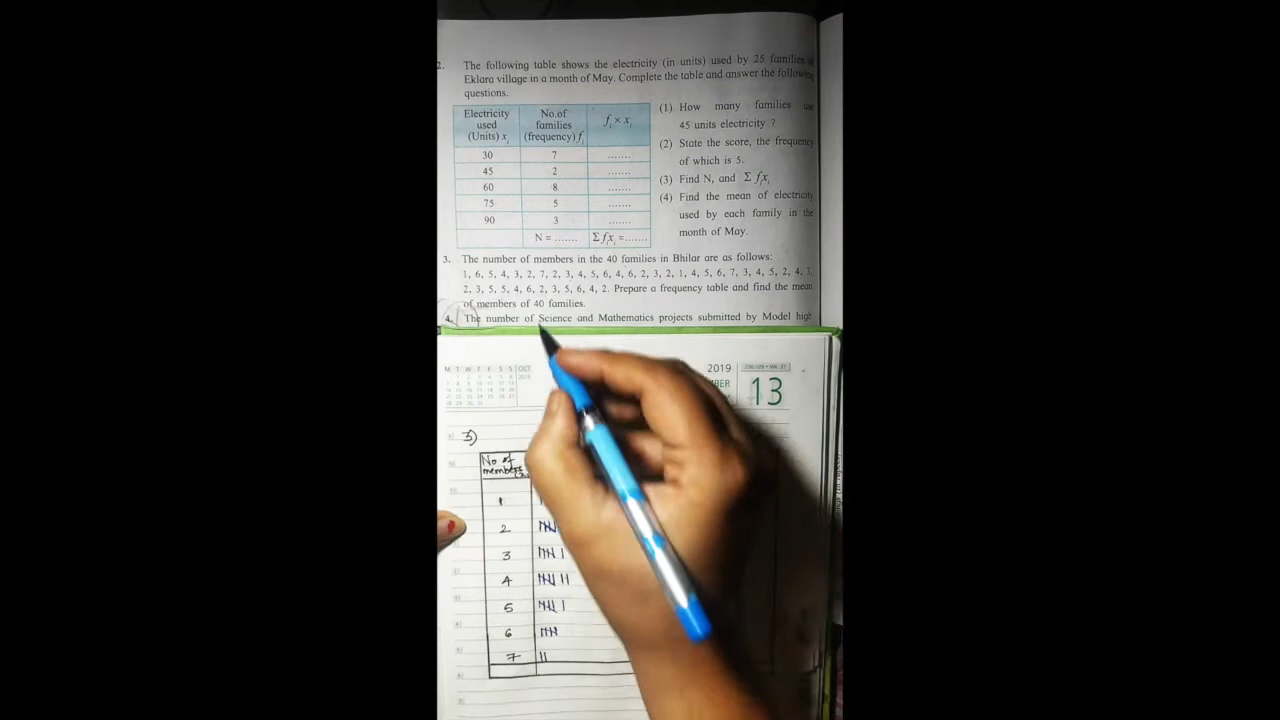 2. The following table shows the electricity (in units) used by 25 families
Eklara village in a month of May. Complete the table and answer the following
questions.
Electricity used (Units) xi No.of families (frequency) fi fi × xi
30 7 .......
45 2 .......
60 8 .......
75 5 .......
90 3 .......
N = ....... Σ fixi =.......
(1) How many families use
45 units electricity ?
(2) State the score, the frequency
of which is 5.
(3) Find N, and Σ fixi
(4) Find the mean of electricity
used by each family in the
month of May.
3. The number of members in the 40 families in Bhilar are as follows:
1, 6, 5, 4, 3, 2, 7, 2, 3, 4, 5, 6, 4, 6, 2, 3, 2, 1, 4, 5, 6, 7, 3, 4, 5, 2, 4, 3,
2, 3, 5, 5, 4, 6, 2, 3, 5, 6, 4, 2. Prepare a frequency table and find the mean
of members of 40 families.
4. The number of Science and Mathematics projects submitted by Model high
M T W T F S S OCT
2019
2019
13
3)
No of
members
1
2
3
4
5
6
7